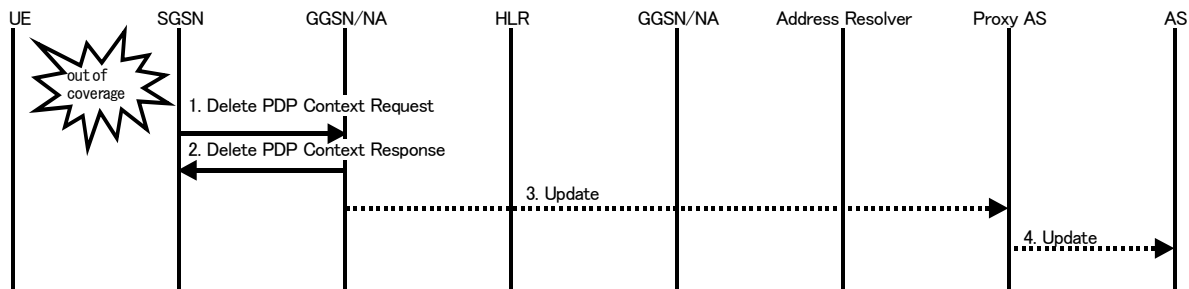 UE SGSN GGSN/NA HLR GGSN/NA Address Resolver Proxy AS AS
out of
coverage
1. Delete PDP Context Request
2. Delete PDP Context Response
3. Update
4. Update